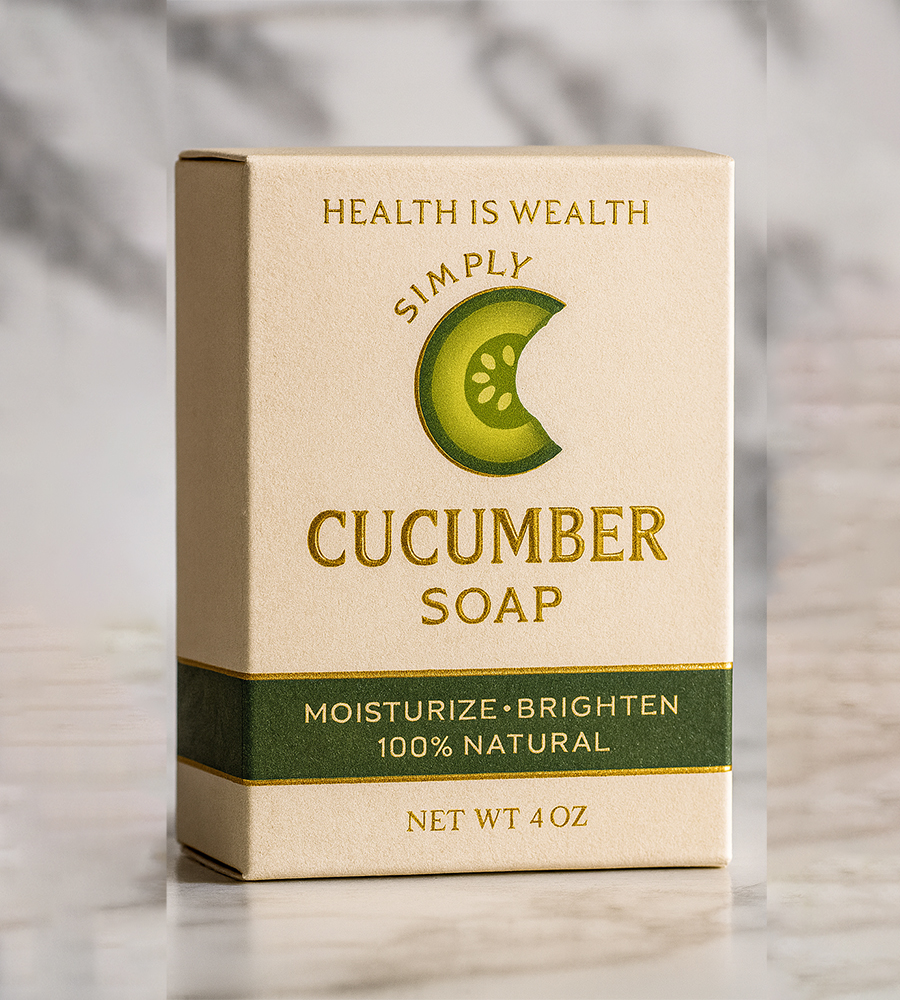 HEALTH IS WEALTH
SIMPLY
CUCUMBER
SOAP
MOISTURIZE • BRIGHTEN
100% NATURAL
NET WT 4 OZ